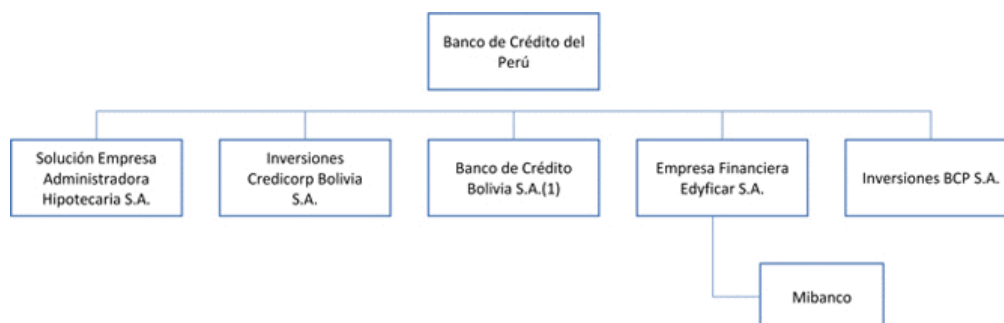 Banco de Crédito del
Perú
Solución Empresa
Administradora
Hipotecaria S.A.
Inversiones
Credicorp Bolivia
S.A.
Banco de Crédito
Bolivia S.A.(1)
Empresa Financiera
Edyficar S.A.
Inversiones BCP S.A.
Mibanco